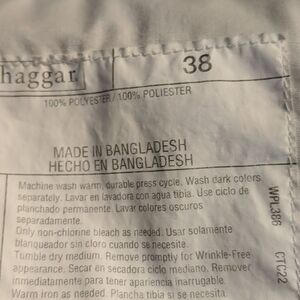 haggar. 38
100% POLYESTER / 100% POLIESTER
MADE IN BANGLADESH
HECHO EN BANGLADESH
Machine wash warm, durable press cycle. Wash dark colors
separately. Lavar en lavadora con agua tibia. Use ciclo de
planchado permanente. Lavar colores oscuros
separadamente.
Only non-chlorine bleach as needed. Usar solamente
blanqueador sin cloro cuando se necesite.
Tumble dry medium. Remove promptly for Wrinkle-Free
appearance. Secar en secadora ciclo mediano. Remover
inmediatamente para tener apariencia inarrugable.
Warm iron as needed. Plancha tibia si se necesite.
WPL386 CTC22